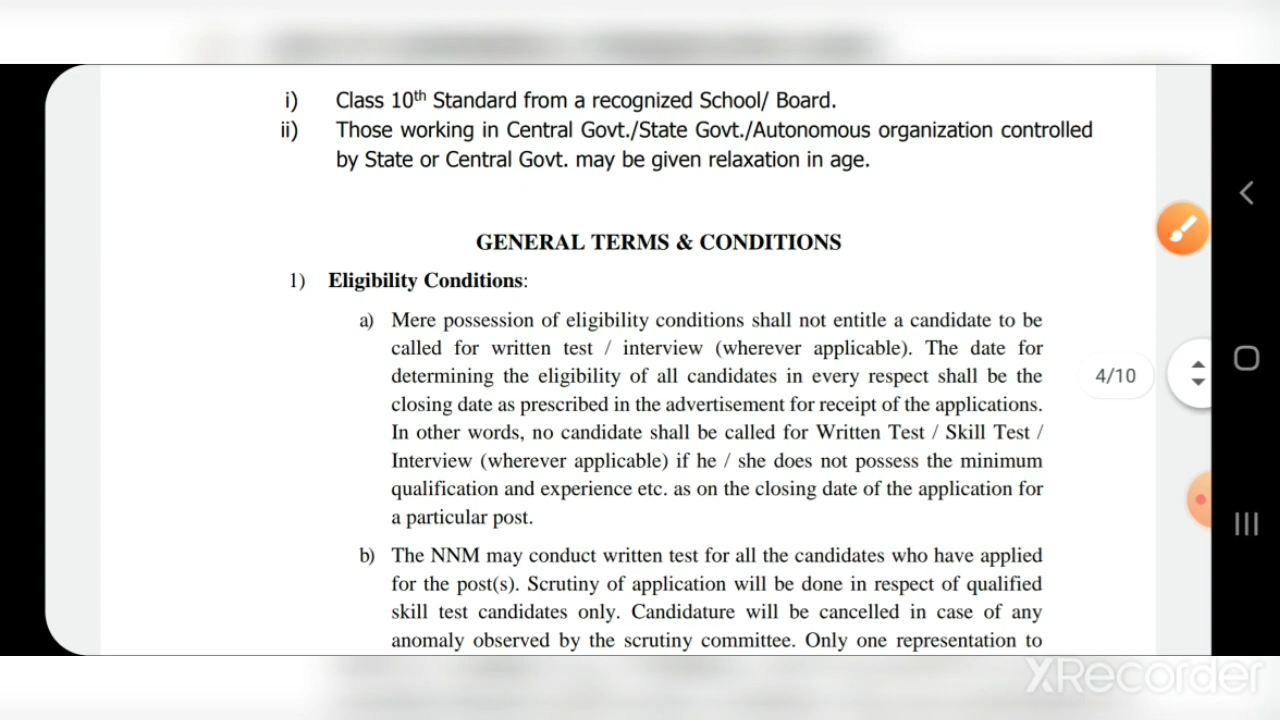 i) Class 10th Standard from a recognized School/ Board.
ii) Those working in Central Govt./State Govt./Autonomous organization controlled
by State or Central Govt. may be given relaxation in age.
GENERAL TERMS & CONDITIONS
1) Eligibility Conditions:
a) Mere possession of eligibility conditions shall not entitle a candidate to be
called for written test / interview (wherever applicable). The date for
determining the eligibility of all candidates in every respect shall be the
closing date as prescribed in the advertisement for receipt of the applications.
In other words, no candidate shall be called for Written Test / Skill Test /
Interview (wherever applicable) if he / she does not possess the minimum
qualification and experience etc. as on the closing date of the application for
a particular post.
b) The NNM may conduct written test for all the candidates who have applied
for the post(s). Scrutiny of application will be done in respect of qualified
skill test candidates only. Candidature will be cancelled in case of any
anomaly observed by the scrutiny committee. Only one representation to
4/10
XRecorder